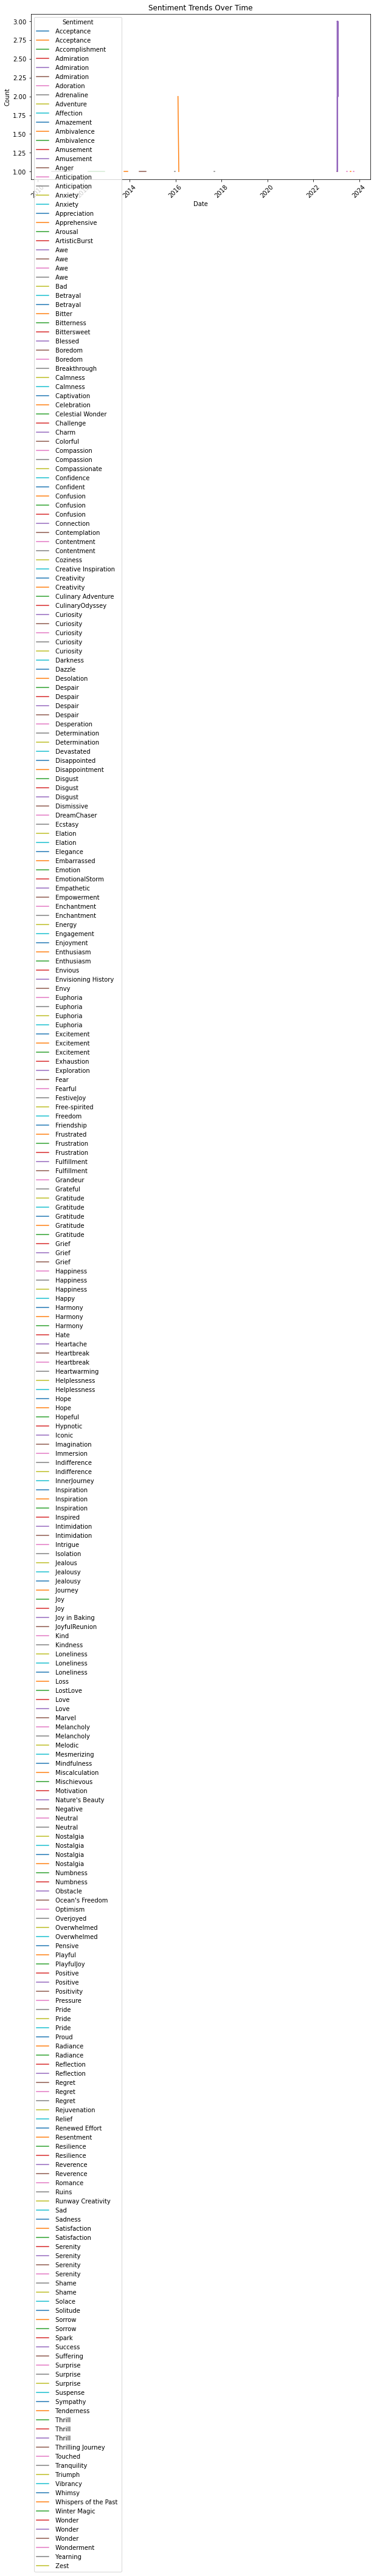 Sentiment Trends Over Time
Sentiment
Acceptance
Acceptance
Accomplishment
Admiration
Admiration
Admiration
Adoration
Adrenaline
Adventure
Affection
Amazement
Ambivalence
Ambivalence
Amusement
Amusement
Anger
Anticipation
Anticipation
Anxiety
Anxiety
Appreciation
Apprehensive
Arousal
ArtisticBurst
Awe
Awe
Awe
Awe
Bad
Betrayal
Betrayal
Bitter
Bitterness
Bittersweet
Blessed
Boredom
Boredom
Breakthrough
Calmness
Calmness
Captivation
Celebration
Celestial Wonder
Challenge
Charm
Colorful
Compassion
Compassion
Compassionate
Confidence
Confident
Confusion
Confusion
Confusion
Connection
Contemplation
Contentment
Contentment
Coziness
Creative Inspiration
Creativity
Creativity
Culinary Adventure
CulinaryOdyssey
Curiosity
Curiosity
Curiosity
Curiosity
Curiosity
Darkness
Dazzle
Desolation
Despair
Despair
Despair
Despair
Desperation
Determination
Determination
Devastated
Disappointed
Disappointment
Disgust
Disgust
Disgust
Dismissive
DreamChaser
Ecstasy
Elation
Elation
Elegance
Embarrassed
Emotion
EmotionalStorm
Empathetic
Empowerment
Enchantment
Enchantment
Energy
Engagement
Enjoyment
Enthusiasm
Enthusiasm
Envious
Envisioning History
Envy
Euphoria
Euphoria
Euphoria
Euphoria
Excitement
Excitement
Excitement
Exhaustion
Exploration
Fear
Fearful
FestiveJoy
Free-spirited
Freedom
Friendship
Frustrated
Frustration
Frustration
Fulfillment
Fulfillment
Grandeur
Grateful
Gratitude
Gratitude
Gratitude
Gratitude
Gratitude
Grief
Grief
Grief
Happiness
Happiness
Happiness
Happy
Harmony
Harmony
Harmony
Hate
Heartache
Heartbreak
Heartbreak
Heartwarming
Helplessness
Helplessness
Hope
Hope
Hopeful
Hypnotic
Iconic
Imagination
Immersion
Indifference
Indifference
InnerJourney
Inspiration
Inspiration
Inspiration
Inspired
Intimidation
Intimidation
Intrigue
Isolation
Jealous
Jealousy
Jealousy
Journey
Joy
Joy
Joy in Baking
JoyfulReunion
Kind
Kindness
Loneliness
Loneliness
Loneliness
Loss
LostLove
Love
Love
Marvel
Melancholy
Melancholy
Melodic
Mesmerizing
Mindfulness
Miscalculation
Mischievous
Motivation
Nature's Beauty
Negative
Neutral
Neutral
Nostalgia
Nostalgia
Nostalgia
Nostalgia
Numbness
Numbness
Obstacle
Ocean's Freedom
Optimism
Overjoyed
Overwhelmed
Overwhelmed
Pensive
Playful
PlayfulJoy
Positive
Positive
Positivity
Pressure
Pride
Pride
Pride
Proud
Radiance
Radiance
Reflection
Reflection
Regret
Regret
Regret
Rejuvenation
Relief
Renewed Effort
Resentment
Resilience
Resilience
Reverence
Reverence
Romance
Ruins
Runway Creativity
Sad
Sadness
Satisfaction
Satisfaction
Serenity
Serenity
Serenity
Serenity
Shame
Shame
Solace
Solitude
Sorrow
Sorrow
Spark
Success
Suffering
Surprise
Surprise
Surprise
Suspense
Sympathy
Tenderness
Thrill
Thrill
Thrill
Thrilling Journey
Touched
Tranquility
Triumph
Vibrancy
Whimsy
Whispers of the Past
Winter Magic
Wonder
Wonder
Wonder
Wonderment
Yearning
Zest
3.00
2.75
2.50
2.25
2.00
1.75
1.50
1.25
1.00
Count
2014
2016
2018
2020
2022
2024
Date